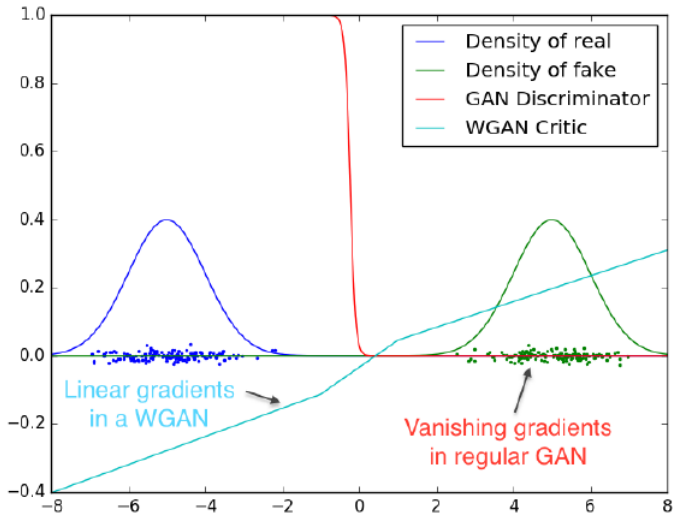 1.0
0.8
0.6
0.4
0.2
0.0
−0.2
−0.4
Density of real
Density of fake
GAN Discriminator
WGAN Critic
Linear gradients
in a WGAN
Vanishing gradients
in regular GAN
−8 −6 −4 −2 0 2 4 6 8